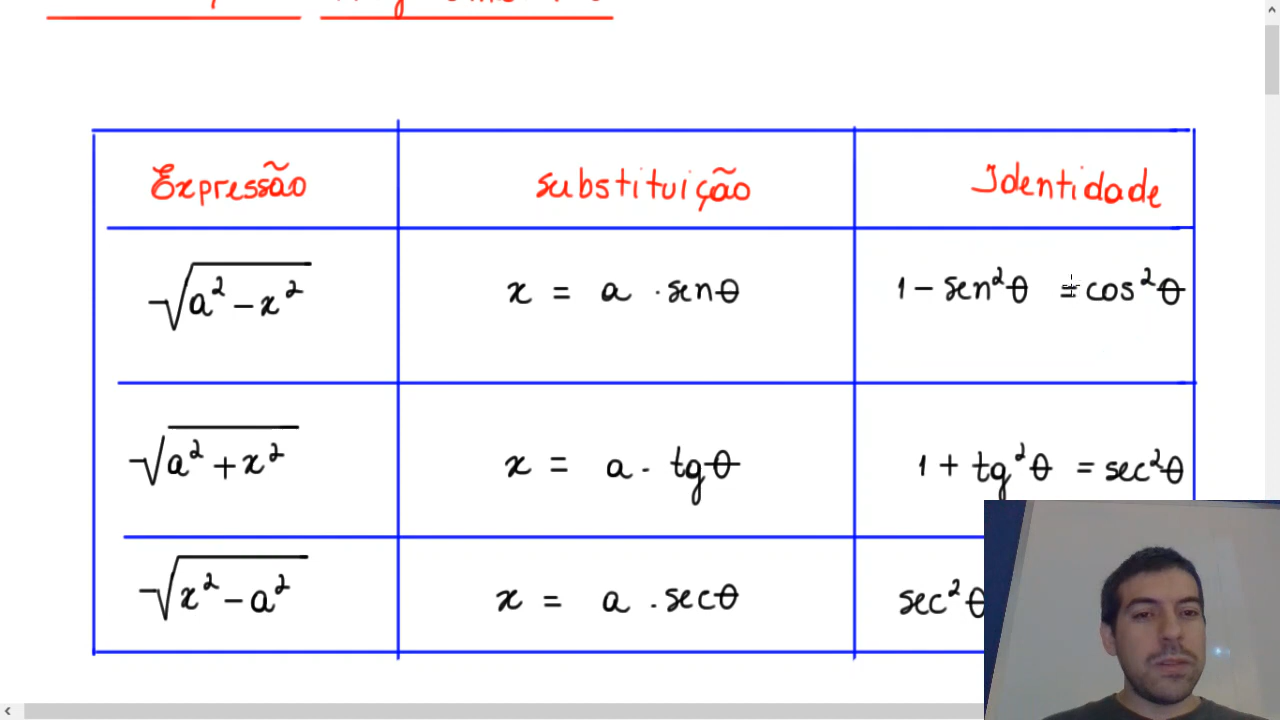 Expressão substituição Identidade
√a² - x² x = a · senθ 1 - sen²θ = cos²θ
√a² + x² x = a · tgθ 1 + tg²θ = sec²θ
√x² - a² x = a · secθ sec²θ